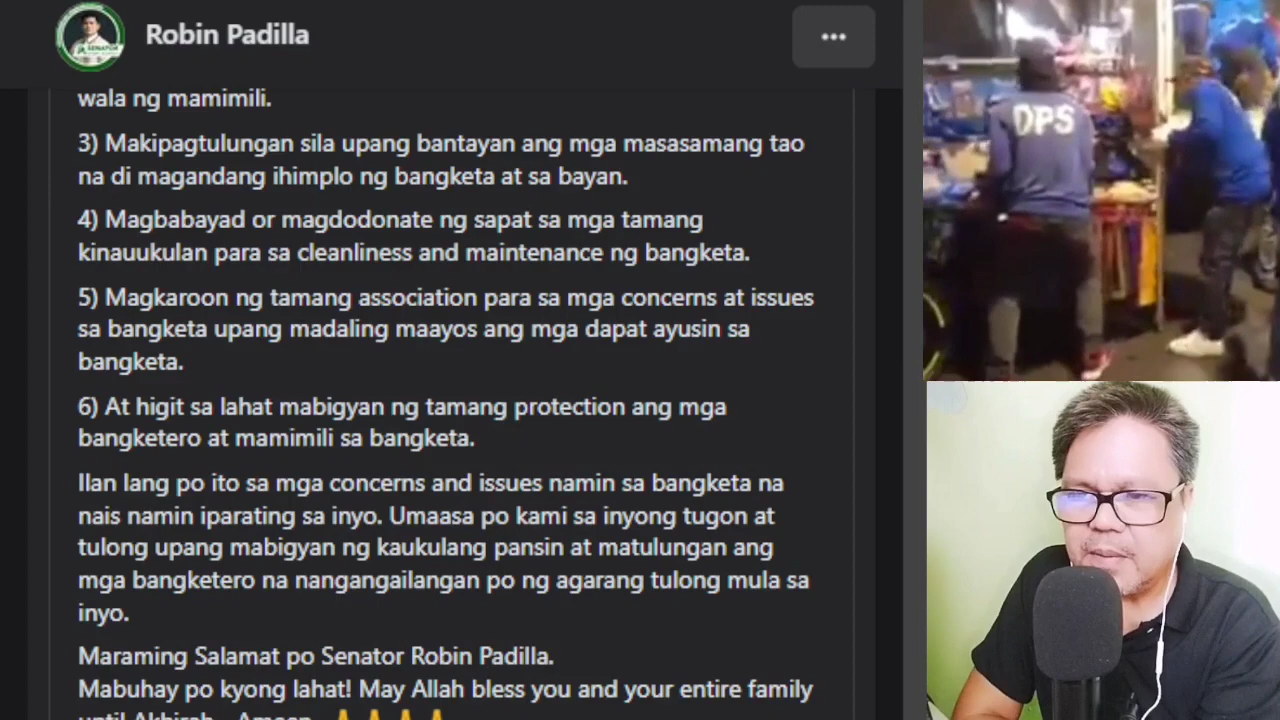 Robin Padilla
wala ng mamimili.
3) Makipagtulungan sila upang bantayan ang mga masasamang tao
na di magandang ihimplo ng bangketa at sa bayan.
4) Magbabayad or magdodonate ng sapat sa mga tamang
kinauukulan para sa cleanliness and maintenance ng bangketa.
5) Magkaroon ng tamang association para sa mga concerns at issues
sa bangketa upang madaling maayos ang mga dapat ayusin sa
bangketa.
6) At higit sa lahat mabigyan ng tamang protection ang mga
bangketero at mamimili sa bangketa.
Ilan lang po ito sa mga concerns and issues namin sa bangketa na
nais namin iparating sa inyo. Umaasa po kami sa inyong tugon at
tulong upang mabigyan ng kaukulang pansin at matulungan ang
mga bangketero na nangangailangan po ng agarang tulong mula sa
inyo.
Maraming Salamat po Senator Robin Padilla.
Mabuhay po kyong lahat! May Allah bless you and your entire family
until Akhirah
DPS
SENATOR